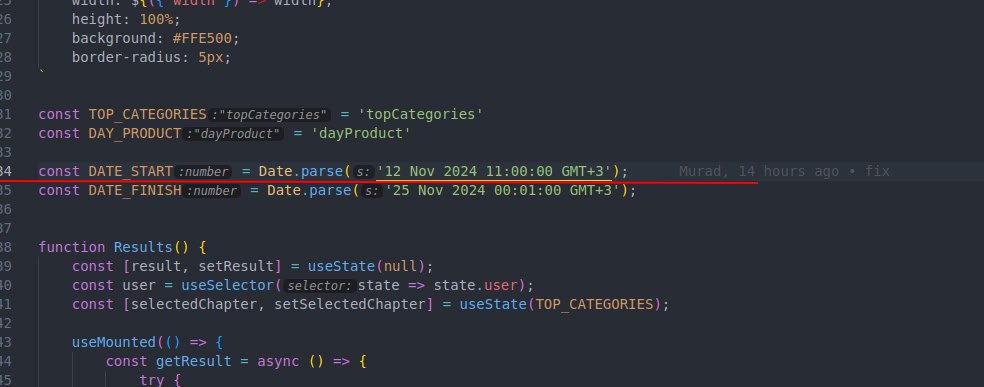 width: ${({ width }) => width};
26 height: 100%;
27 background: #FFE500;
28 border-radius: 5px;
29 `
30
31 const TOP_CATEGORIES :"topCategories" = 'topCategories'
32 const DAY_PRODUCT :"dayProduct" = 'dayProduct'
33
34 const DATE_START :number = Date.parse( s: '12 Nov 2024 11:00:00 GMT+3'); Murad, 14 hours ago • fix
35 const DATE_FINISH :number = Date.parse( s: '25 Nov 2024 00:01:00 GMT+3');
36
37
38 function Results() {
39 const [result, setResult] = useState(null);
40 const user = useSelector( selector: state => state.user);
41 const [selectedChapter, setSelectedChapter] = useState(TOP_CATEGORIES);
42
43 useMounted(() => {
44 const getResult = async () => {
45 try {